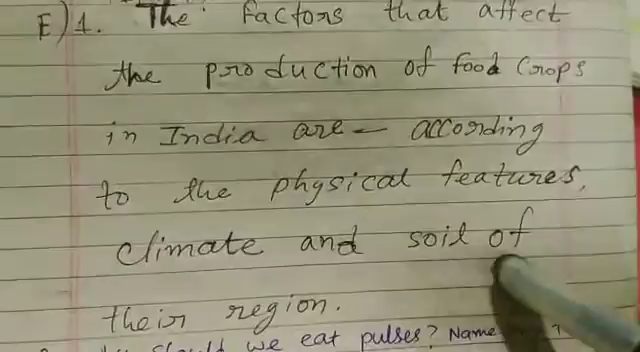 E) 1. The factors that affect
the production of food crops
in India are - according
to the physical features,
climate and soil of
their region.
should we eat pulses? Name